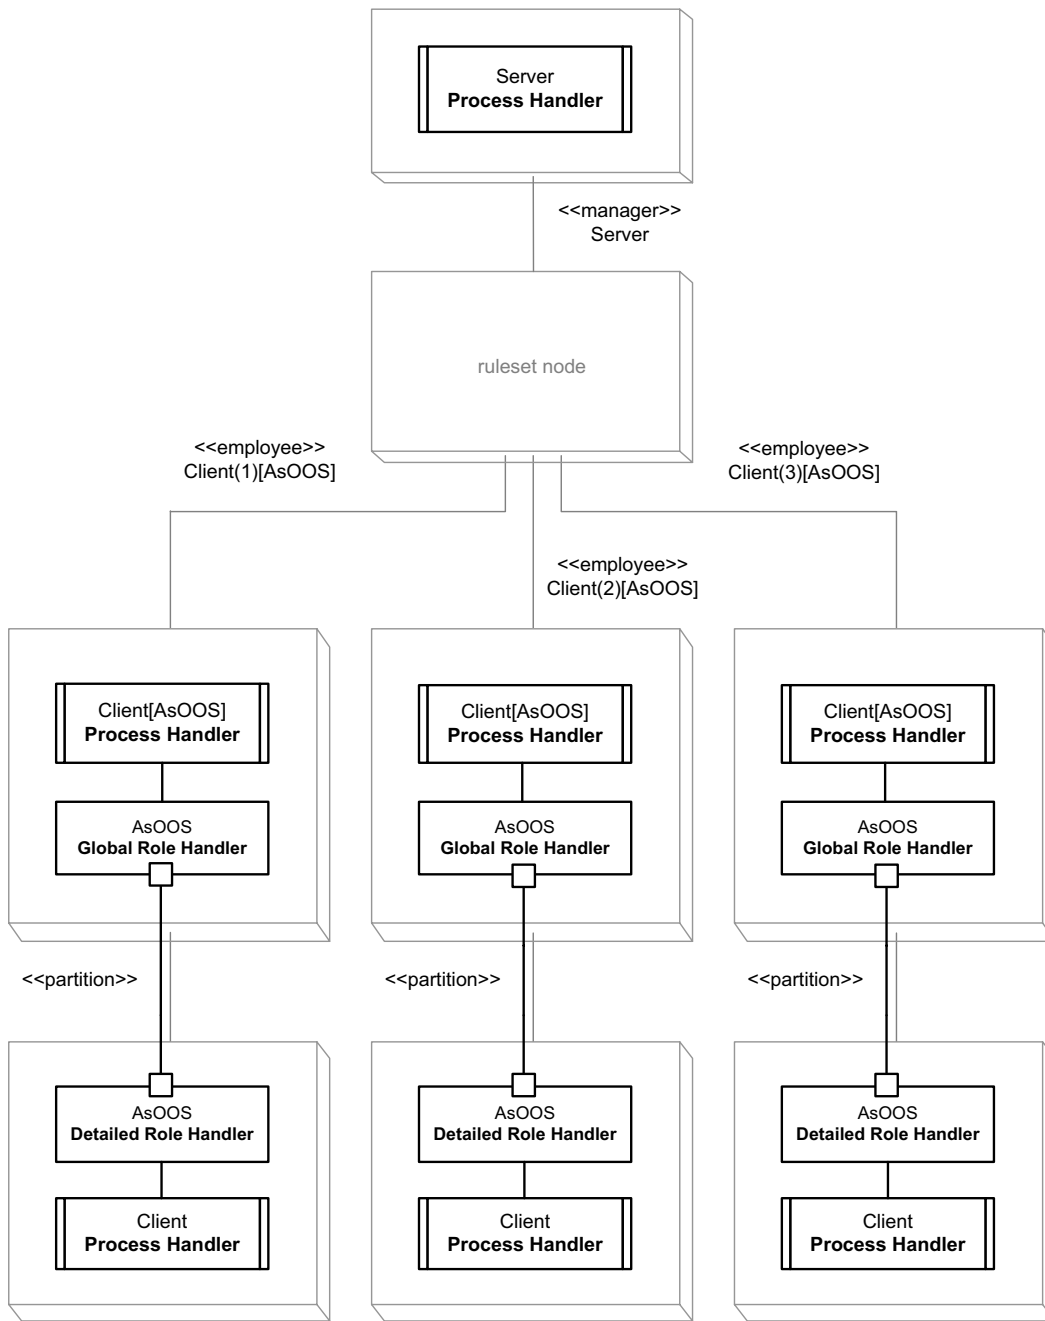 Server
Process Handler
<<manager>>
Server
ruleset node
<<employee>>
Client(1)[AsOOS]
<<employee>>
Client(3)[AsOOS]
<<employee>>
Client(2)[AsOOS]
Client[AsOOS]
Process Handler
AsOOS
Global Role Handler
Client[AsOOS]
Process Handler
AsOOS
Global Role Handler
Client[AsOOS]
Process Handler
AsOOS
Global Role Handler
<<partition>>
<<partition>>
<<partition>>
AsOOS
Detailed Role Handler
Client
Process Handler
AsOOS
Detailed Role Handler
Client
Process Handler
AsOOS
Detailed Role Handler
Client
Process Handler